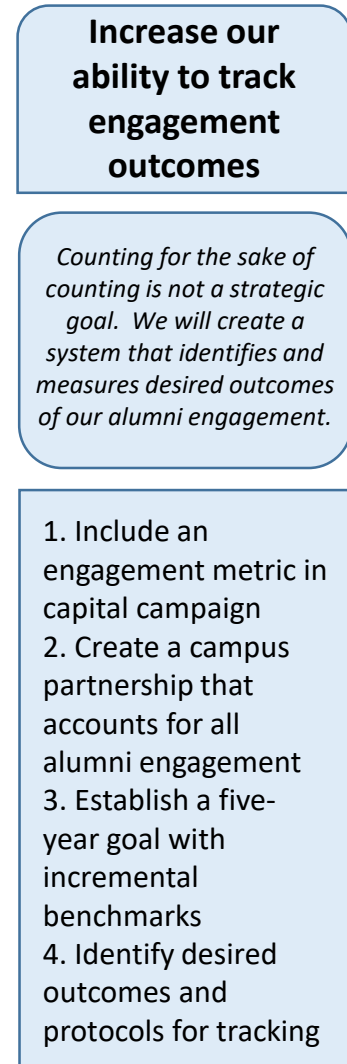 Increase our
ability to track
engagement
outcomes
Counting for the sake of
counting is not a strategic
goal.  We will create a
system that identifies and
measures desired outcomes
of our alumni engagement.
1. Include an
engagement metric in
capital campaign
2. Create a campus
partnership that
accounts for all
alumni engagement
3. Establish a five-
year goal with
incremental
benchmarks
4. Identify desired
outcomes and
protocols for tracking